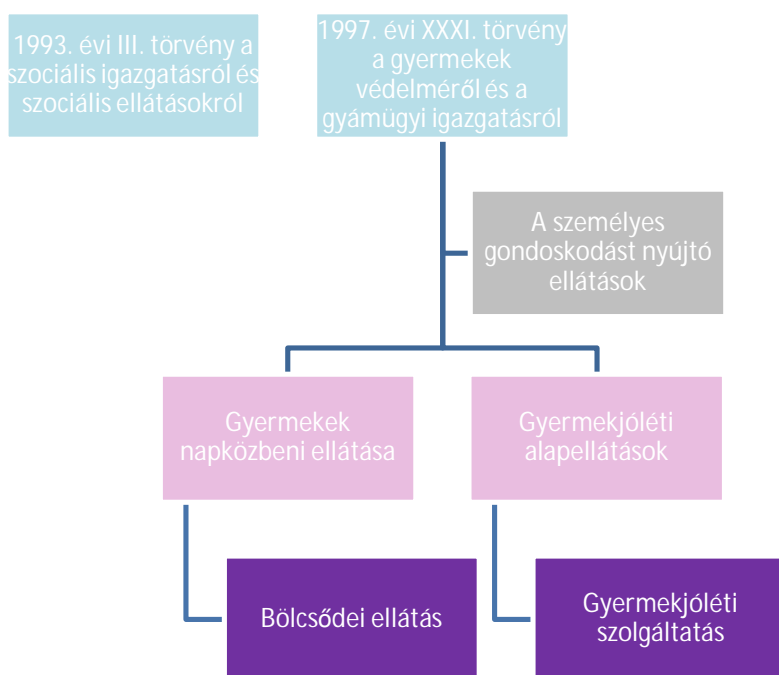 1993. évi III. törvény a
szociális igazgatásról és
szociális ellátásokról
1997. évi XXXI. törvény
a gyermekek
védelméről és a
gyámügyi igazgatásról
A személyes
gondoskodást nyújtó
ellátások
Gyermekek
napközbeni ellátása
Gyermekjóléti
alapellátások
Bölcsődei ellátás
Gyermekjóléti
szolgáltatás